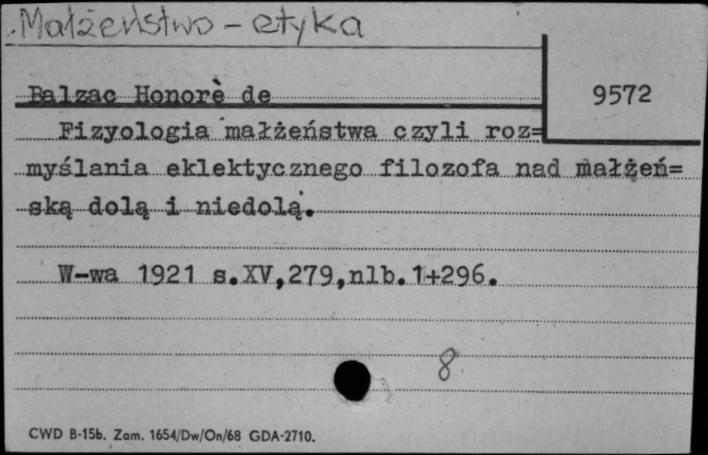 Małżeństwo - etyka
Balzac Honorè de
9572
Fizyologia małżeństwa czyli roz=
myślania eklektycznego filozofa nad małżeń=
ską dolą i niedolą.
W-wa 1921 s.XV,279,nlb.1+296.
8
CWD B-15b. Zam. 1654/Dw/On/68 GDA-2710.